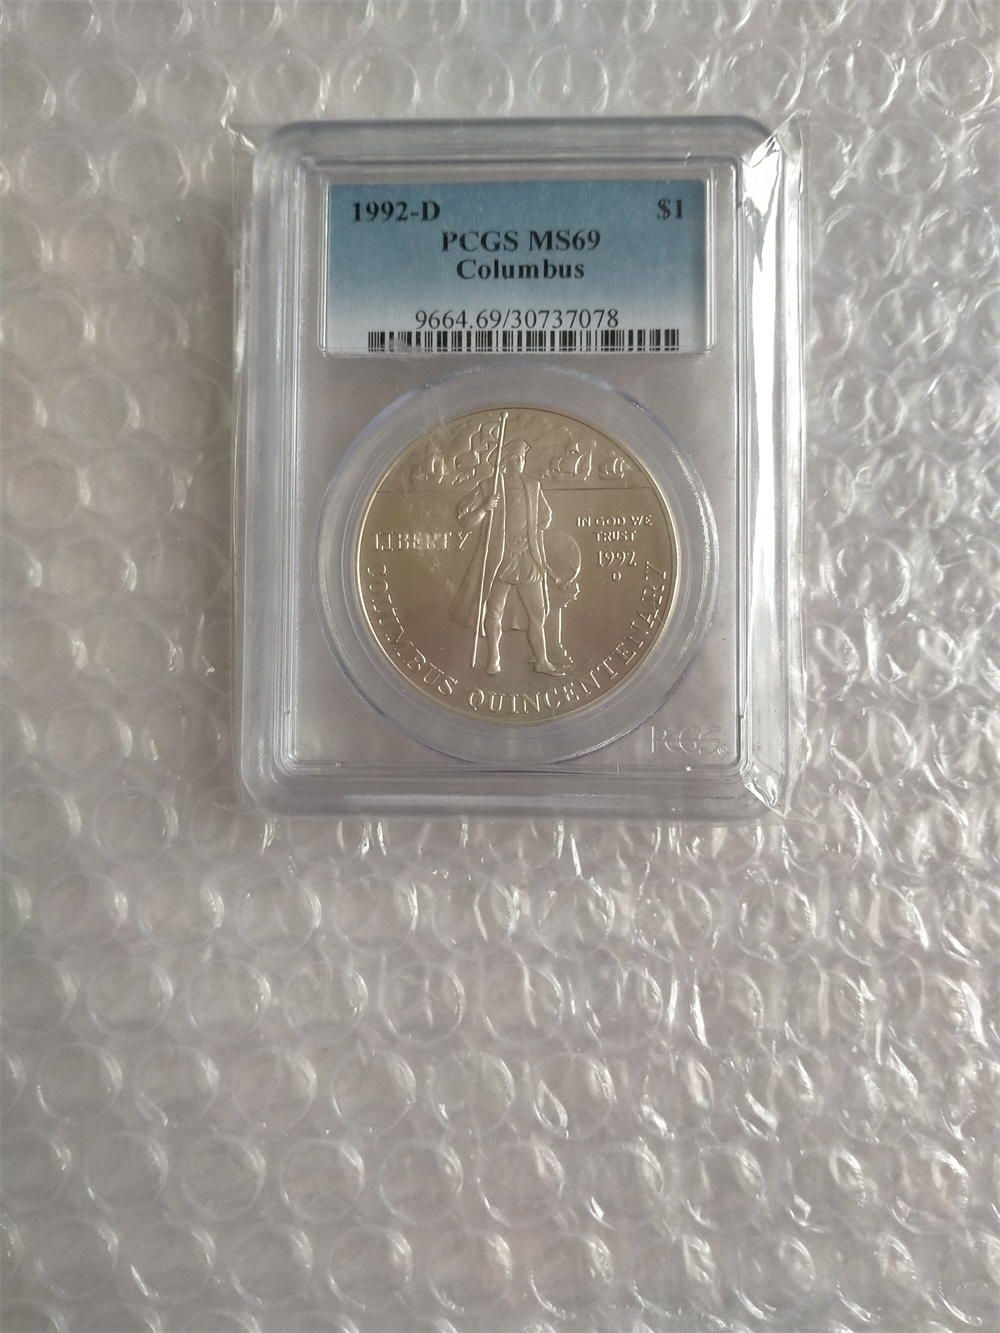 1992-D $1
PCGS MS69
Columbus
9664.69/30737078
LIBERTY
IN GOD WE
TRUST
1992
D
COLUMBUS QUINCENTENARY
PCGS